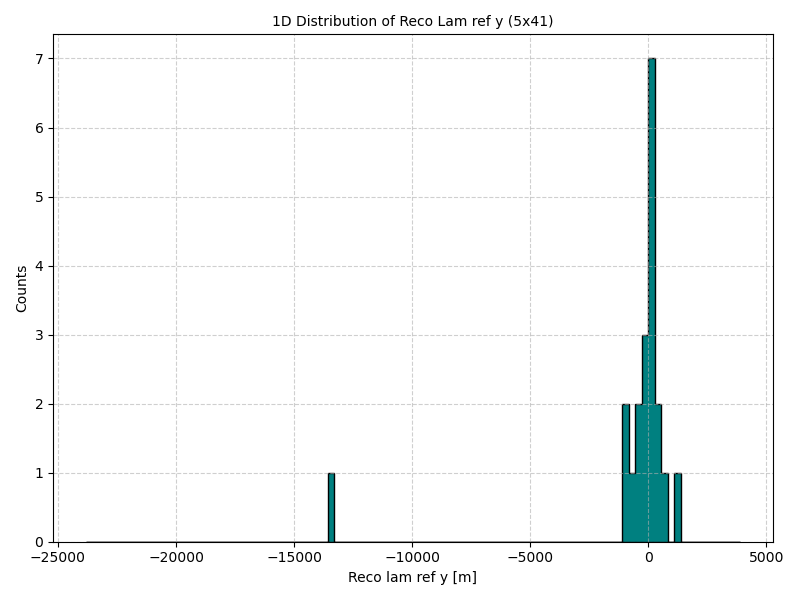 1D Distribution of Reco Lam ref y (5x41)
Counts
7
6
5
4
3
2
1
0
−25000 −20000 −15000 −10000 −5000 0 5000
Reco lam ref y [m]